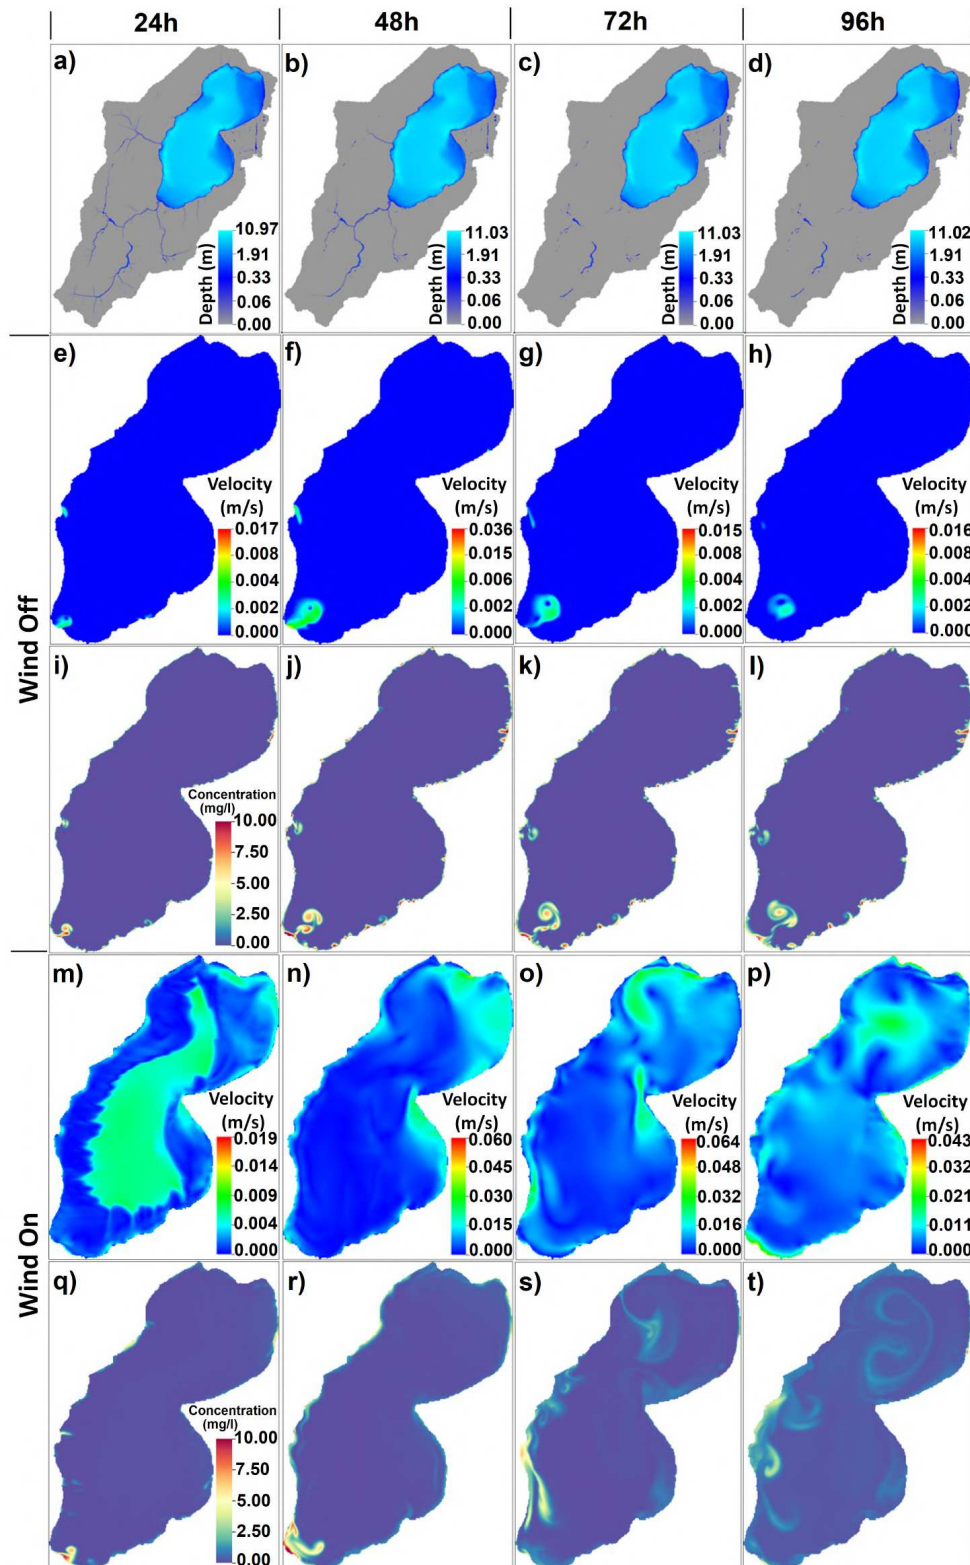 24h 48h 72h 96h
a) b) c) d)
Depth (m) 10.97 1.91 0.33 0.06 0.00
Depth (m) 11.03 1.91 0.33 0.06 0.00
Depth (m) 11.03 1.91 0.33 0.06 0.00
Depth (m) 11.02 1.91 0.33 0.06 0.00
Wind Off
e) f) g) h)
Velocity (m/s) 0.017 0.008 0.004 0.002 0.000
Velocity (m/s) 0.036 0.015 0.006 0.002 0.000
Velocity (m/s) 0.015 0.008 0.004 0.002 0.000
Velocity (m/s) 0.016 0.008 0.004 0.002 0.000
i) j) k) l)
Concentration (mg/l) 10.00 7.50 5.00 2.50 0.00
Wind On
m) n) o) p)
Velocity (m/s) 0.019 0.014 0.009 0.004 0.000
Velocity (m/s) 0.060 0.045 0.030 0.015 0.000
Velocity (m/s) 0.064 0.048 0.032 0.016 0.000
Velocity (m/s) 0.043 0.032 0.021 0.011 0.000
q) r) s) t)
Concentration (mg/l) 10.00 7.50 5.00 2.50 0.00